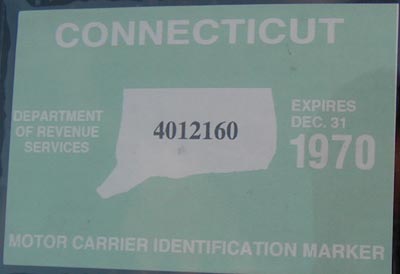 CONNECTICUT
DEPARTMENT
OF REVENUE
SERVICES
4012160
EXPIRES
DEC. 31
1970
MOTOR CARRIER IDENTIFICATION MARKER